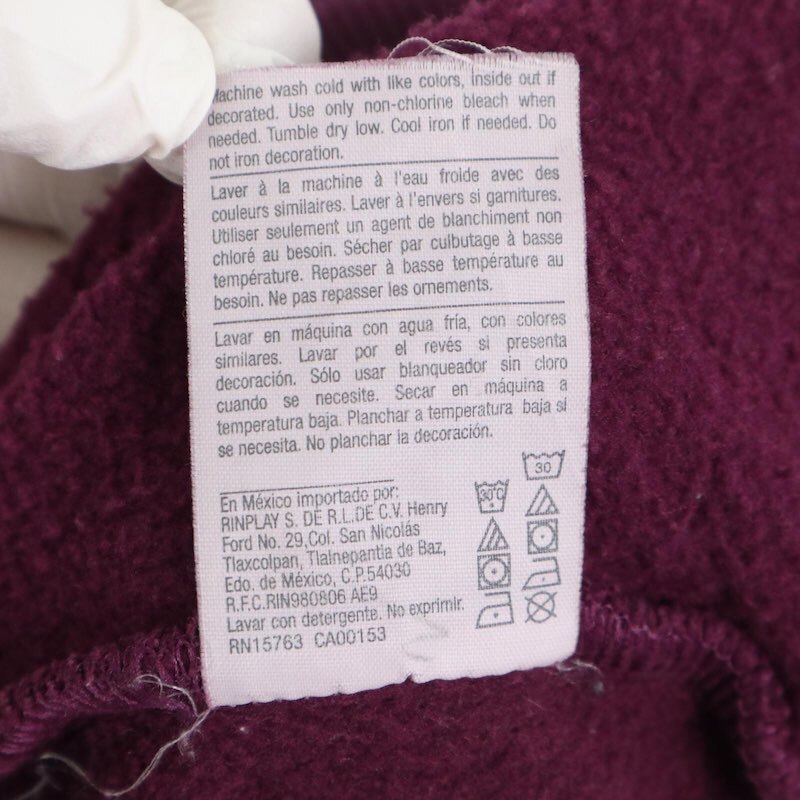 Machine wash cold with like colors, inside out if
decorated. Use only non-chlorine bleach when
needed. Tumble dry low. Cool iron if needed. Do
not iron decoration.
Laver à la machine à l'eau froide avec des
couleurs similaires. Laver à l'envers si garnitures.
Utiliser seulement un agent de blanchiment non
chloré au besoin. Sécher par culbutage à basse
température. Repasser à basse température au
besoin. Ne pas repasser les ornements.
Lavar en máquina con agua fría, con colores
similares. Lavar por el revés si presenta
decoración. Sólo usar blanqueador sin cloro
cuando se necesite. Secar en máquina a
temperatura baja. Planchar a temperatura baja si
se necesita. No planchar la decoración.
En México importado por:
RINPLAY S. DE R.L.DE C.V. Henry
Ford No. 29,Col. San Nicolás
Tlaxcolpan, Tlalnepantla de Baz,
Edo. de México, C.P.54030
R.F.C.RIN980806 AE9
Lavar con detergente. No exprimir.
RN15763 CA00153
30°C
30